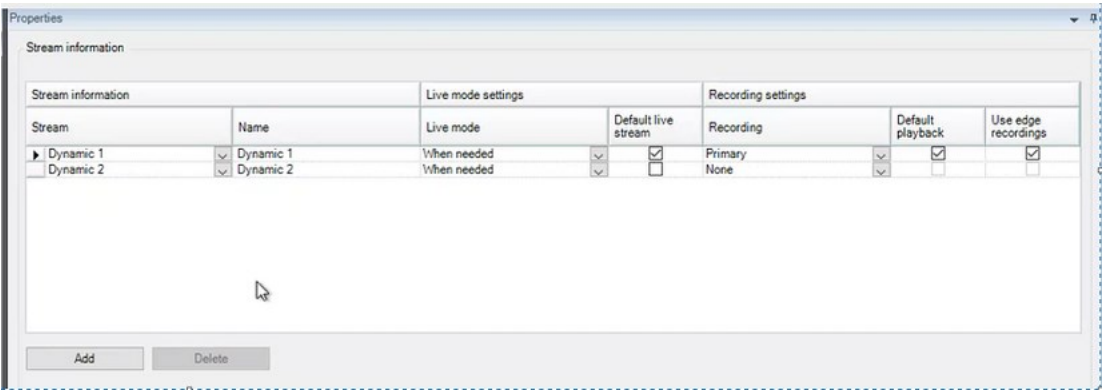 Properties
Stream information
Stream information Live mode settings Recording settings
Stream Name Live mode Default live stream Recording Default playback Use edge recordings
Dynamic 1 Dynamic 1 When needed Primary
Dynamic 2 Dynamic 2 When needed None
Add Delete